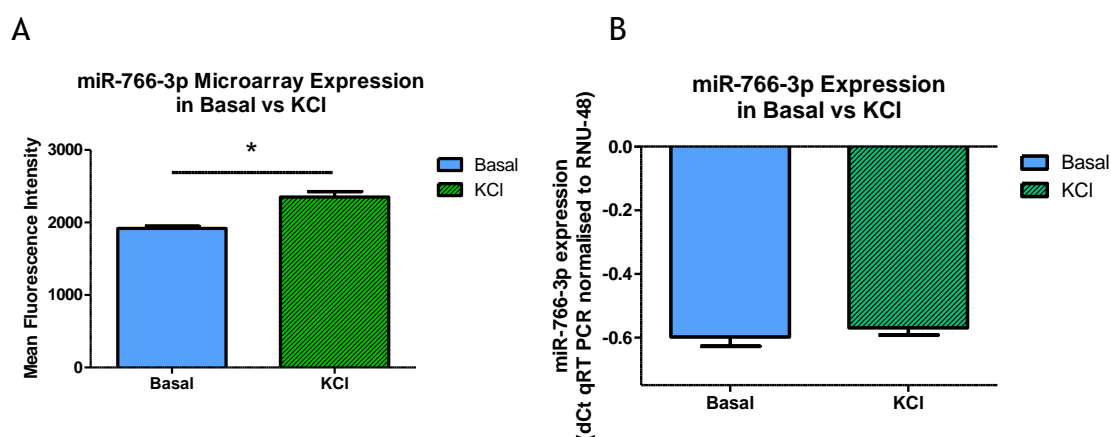 A
miR-766-3p Microarray Expression
in Basal vs KCl
Mean Fluorescence Intensity
3000
2000
1000
0
*
Basal
KCl
Basal
KCl
B
miR-766-3p Expression
in Basal vs KCl
miR-766-3p expression
(dCt qRT PCR normalised to RNU-48)
0.0
-0.2
-0.4
-0.6
Basal
KCl
Basal
KCl